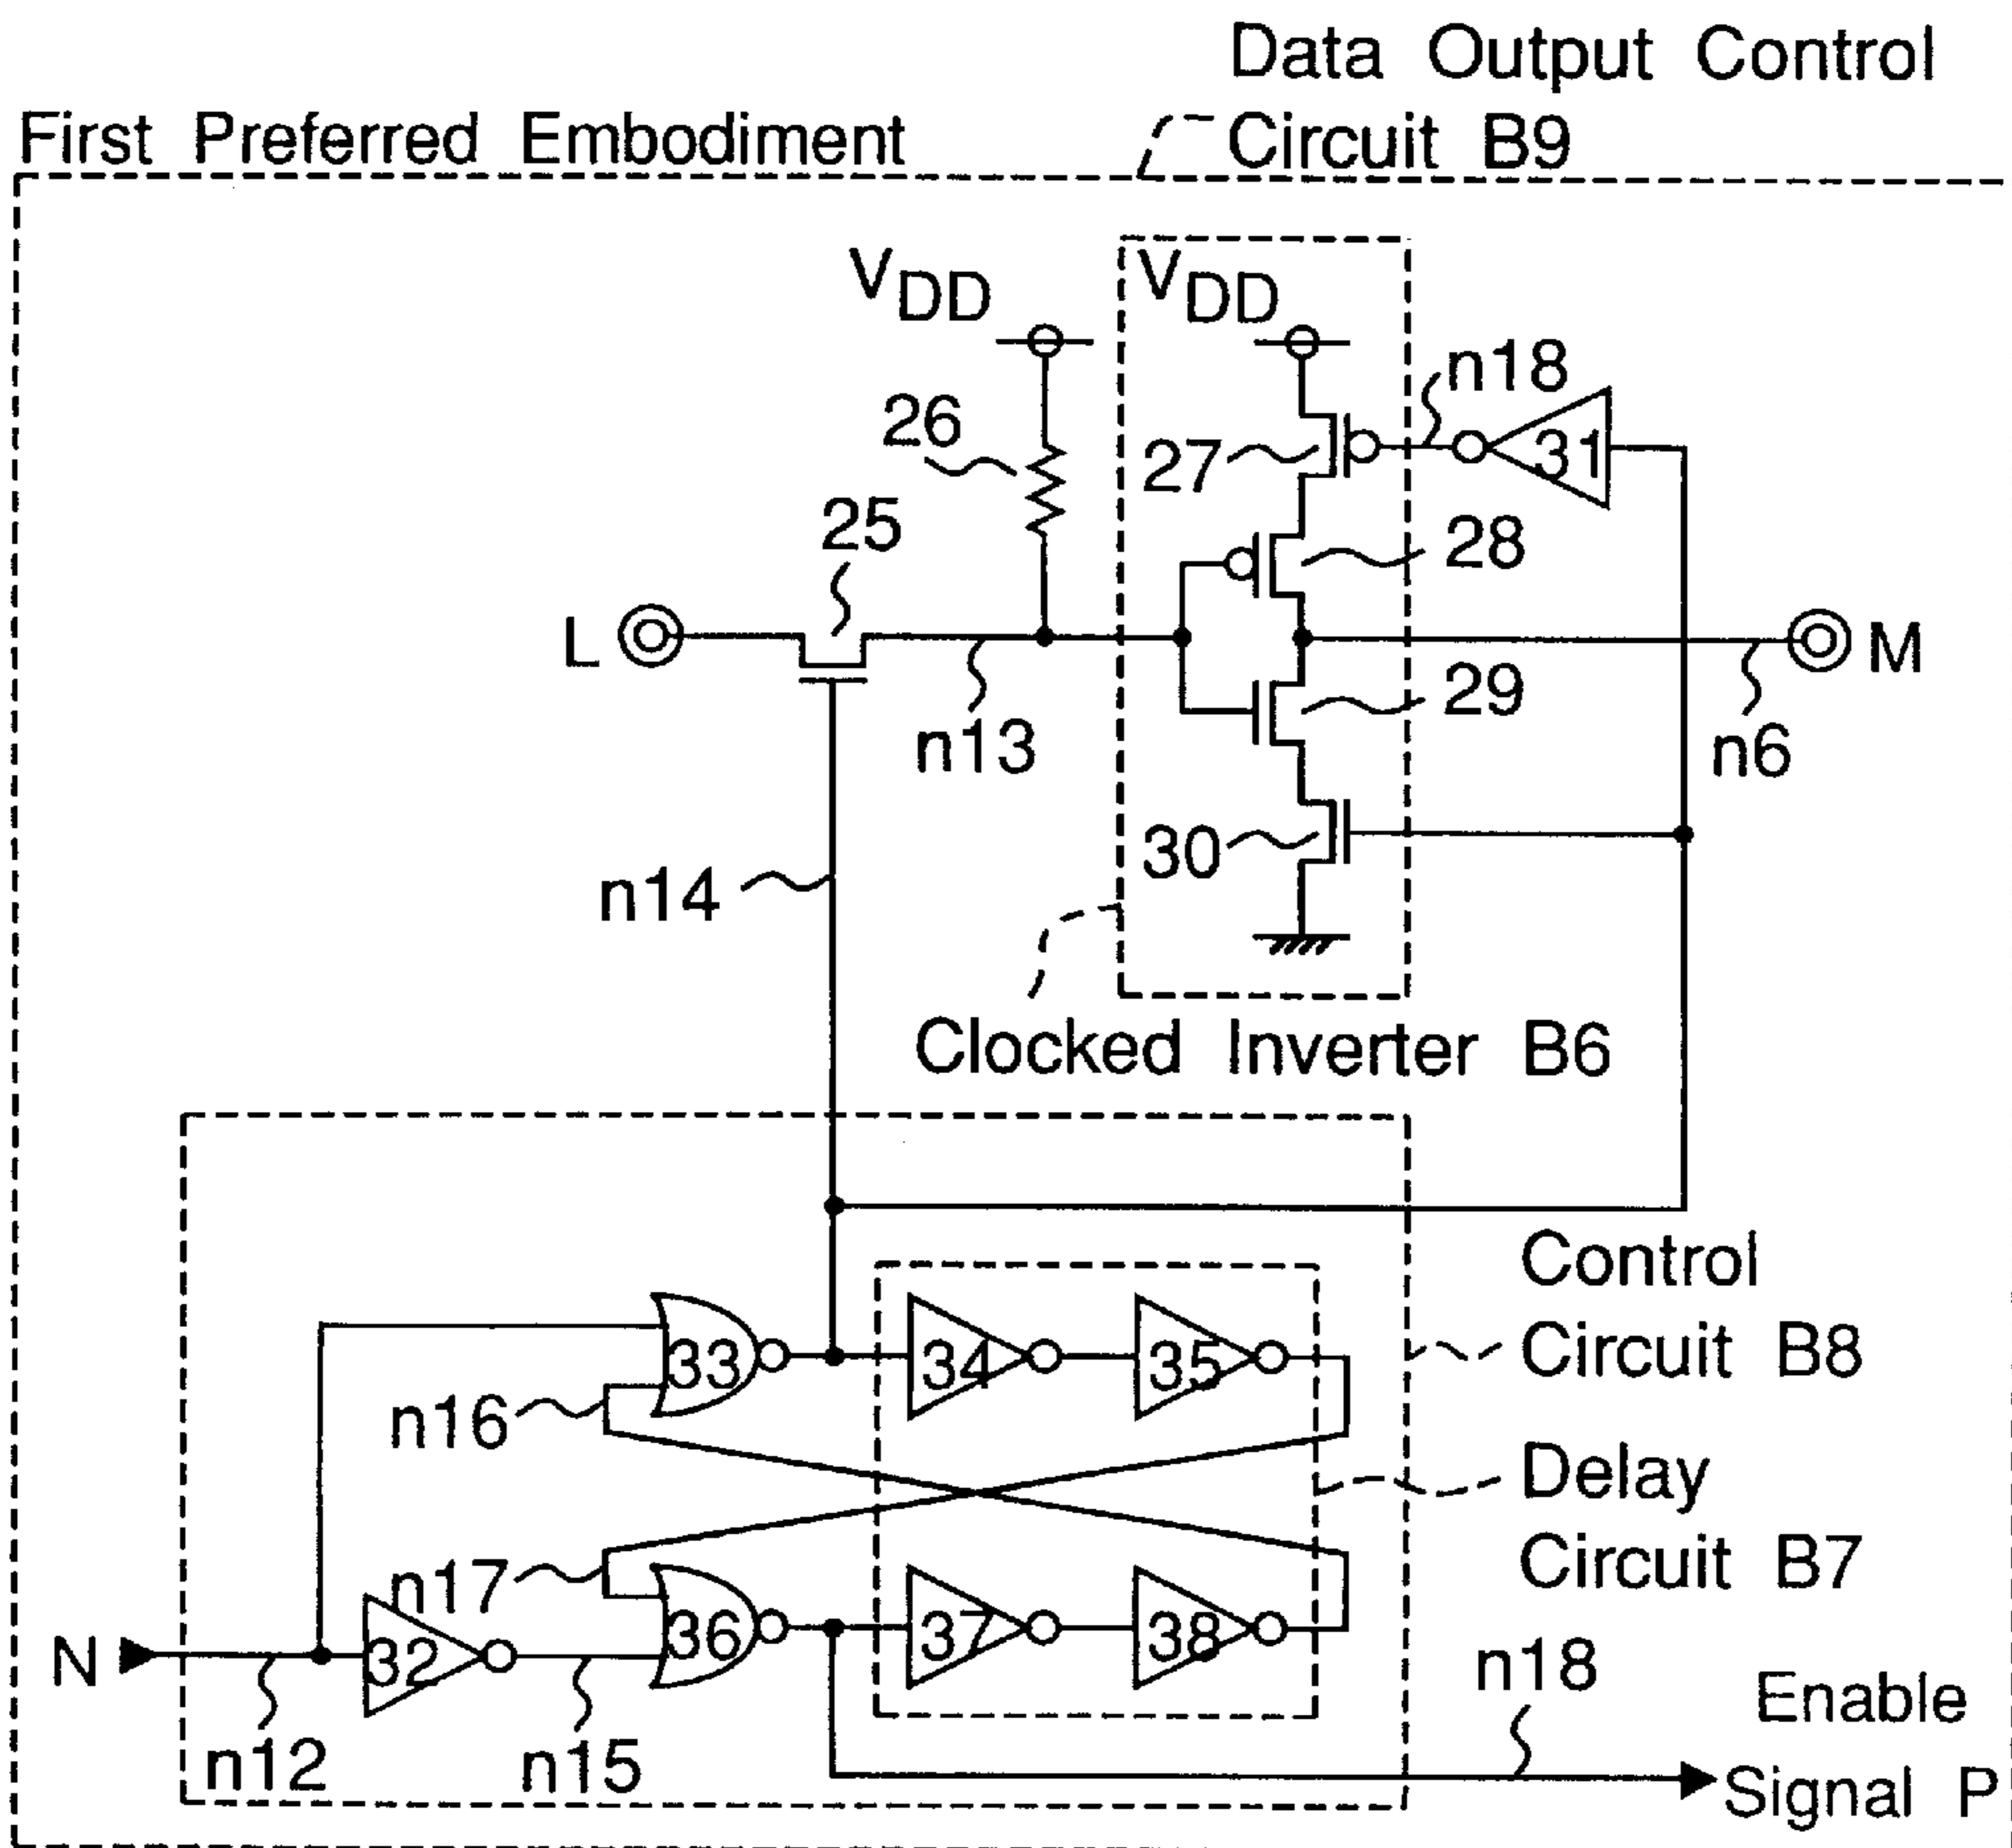 Data Output Control
First Preferred Embodiment
Circuit B9
VDD
VDD
n18
26
27
31
25
28
L
M
29
n13
n6
30
n14
Clocked Inverter B6
Control
33
34
35
Circuit B8
n16
Delay
n17
Circuit B7
36
37
38
N
32
n18
Enable
n12
n15
Signal P